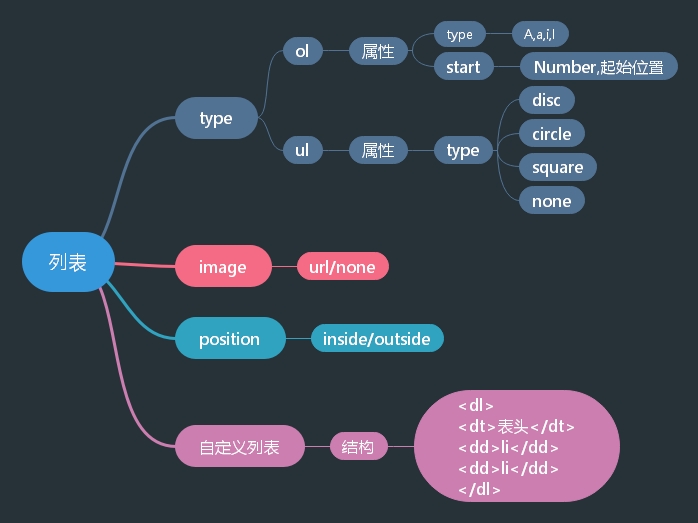 列表
type
ol
属性
type
A,a,i,I
start
Number,起始位置
ul
属性
type
disc
circle
square
none
image
url/none
position
inside/outside
自定义列表
结构
<dl>
<dt>表头</dt>
<dd>li</dd>
<dd>li</dd>
</dl>